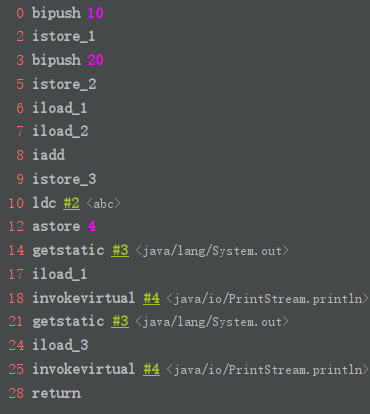 0 bipush 10
2 istore_1
3 bipush 20
5 istore_2
6 iload_1
7 iload_2
8 iadd
9 istore_3
10 ldc #2 <abc>
12 astore 4
14 getstatic #3 <java/lang/System.out>
17 iload_1
18 invokevirtual #4 <java/io/PrintStream.println>
21 getstatic #3 <java/lang/System.out>
24 iload_3
25 invokevirtual #4 <java/io/PrintStream.println>
28 return